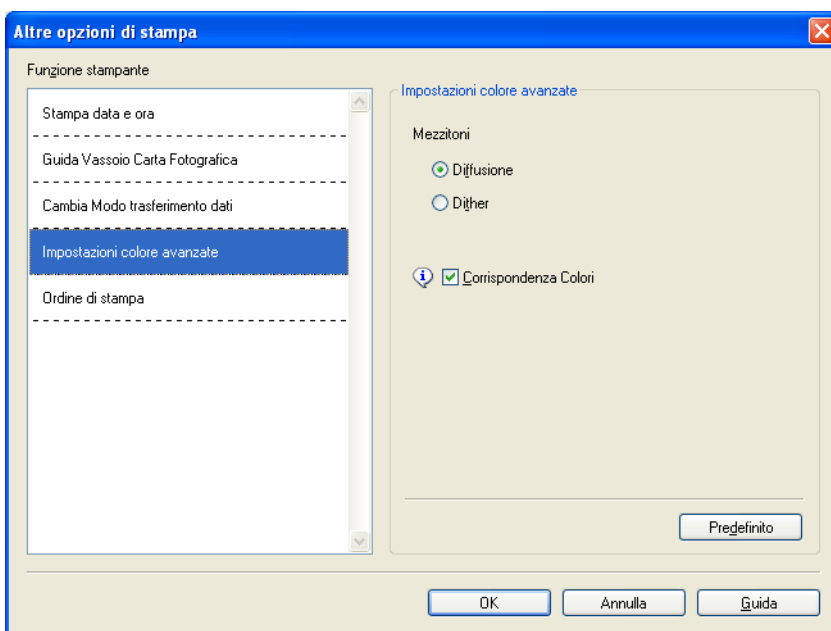 Altre opzioni di stampa
Funzione stampante
Stampa data e ora
Guida Vassoio Carta Fotografica
Cambia Modo trasferimento dati
Impostazioni colore avanzate
Ordine di stampa
Impostazioni colore avanzate
Mezzitoni
Diffusione
Dither
Corrispondenza Colori
Predefinito
OK
Annulla
Guida